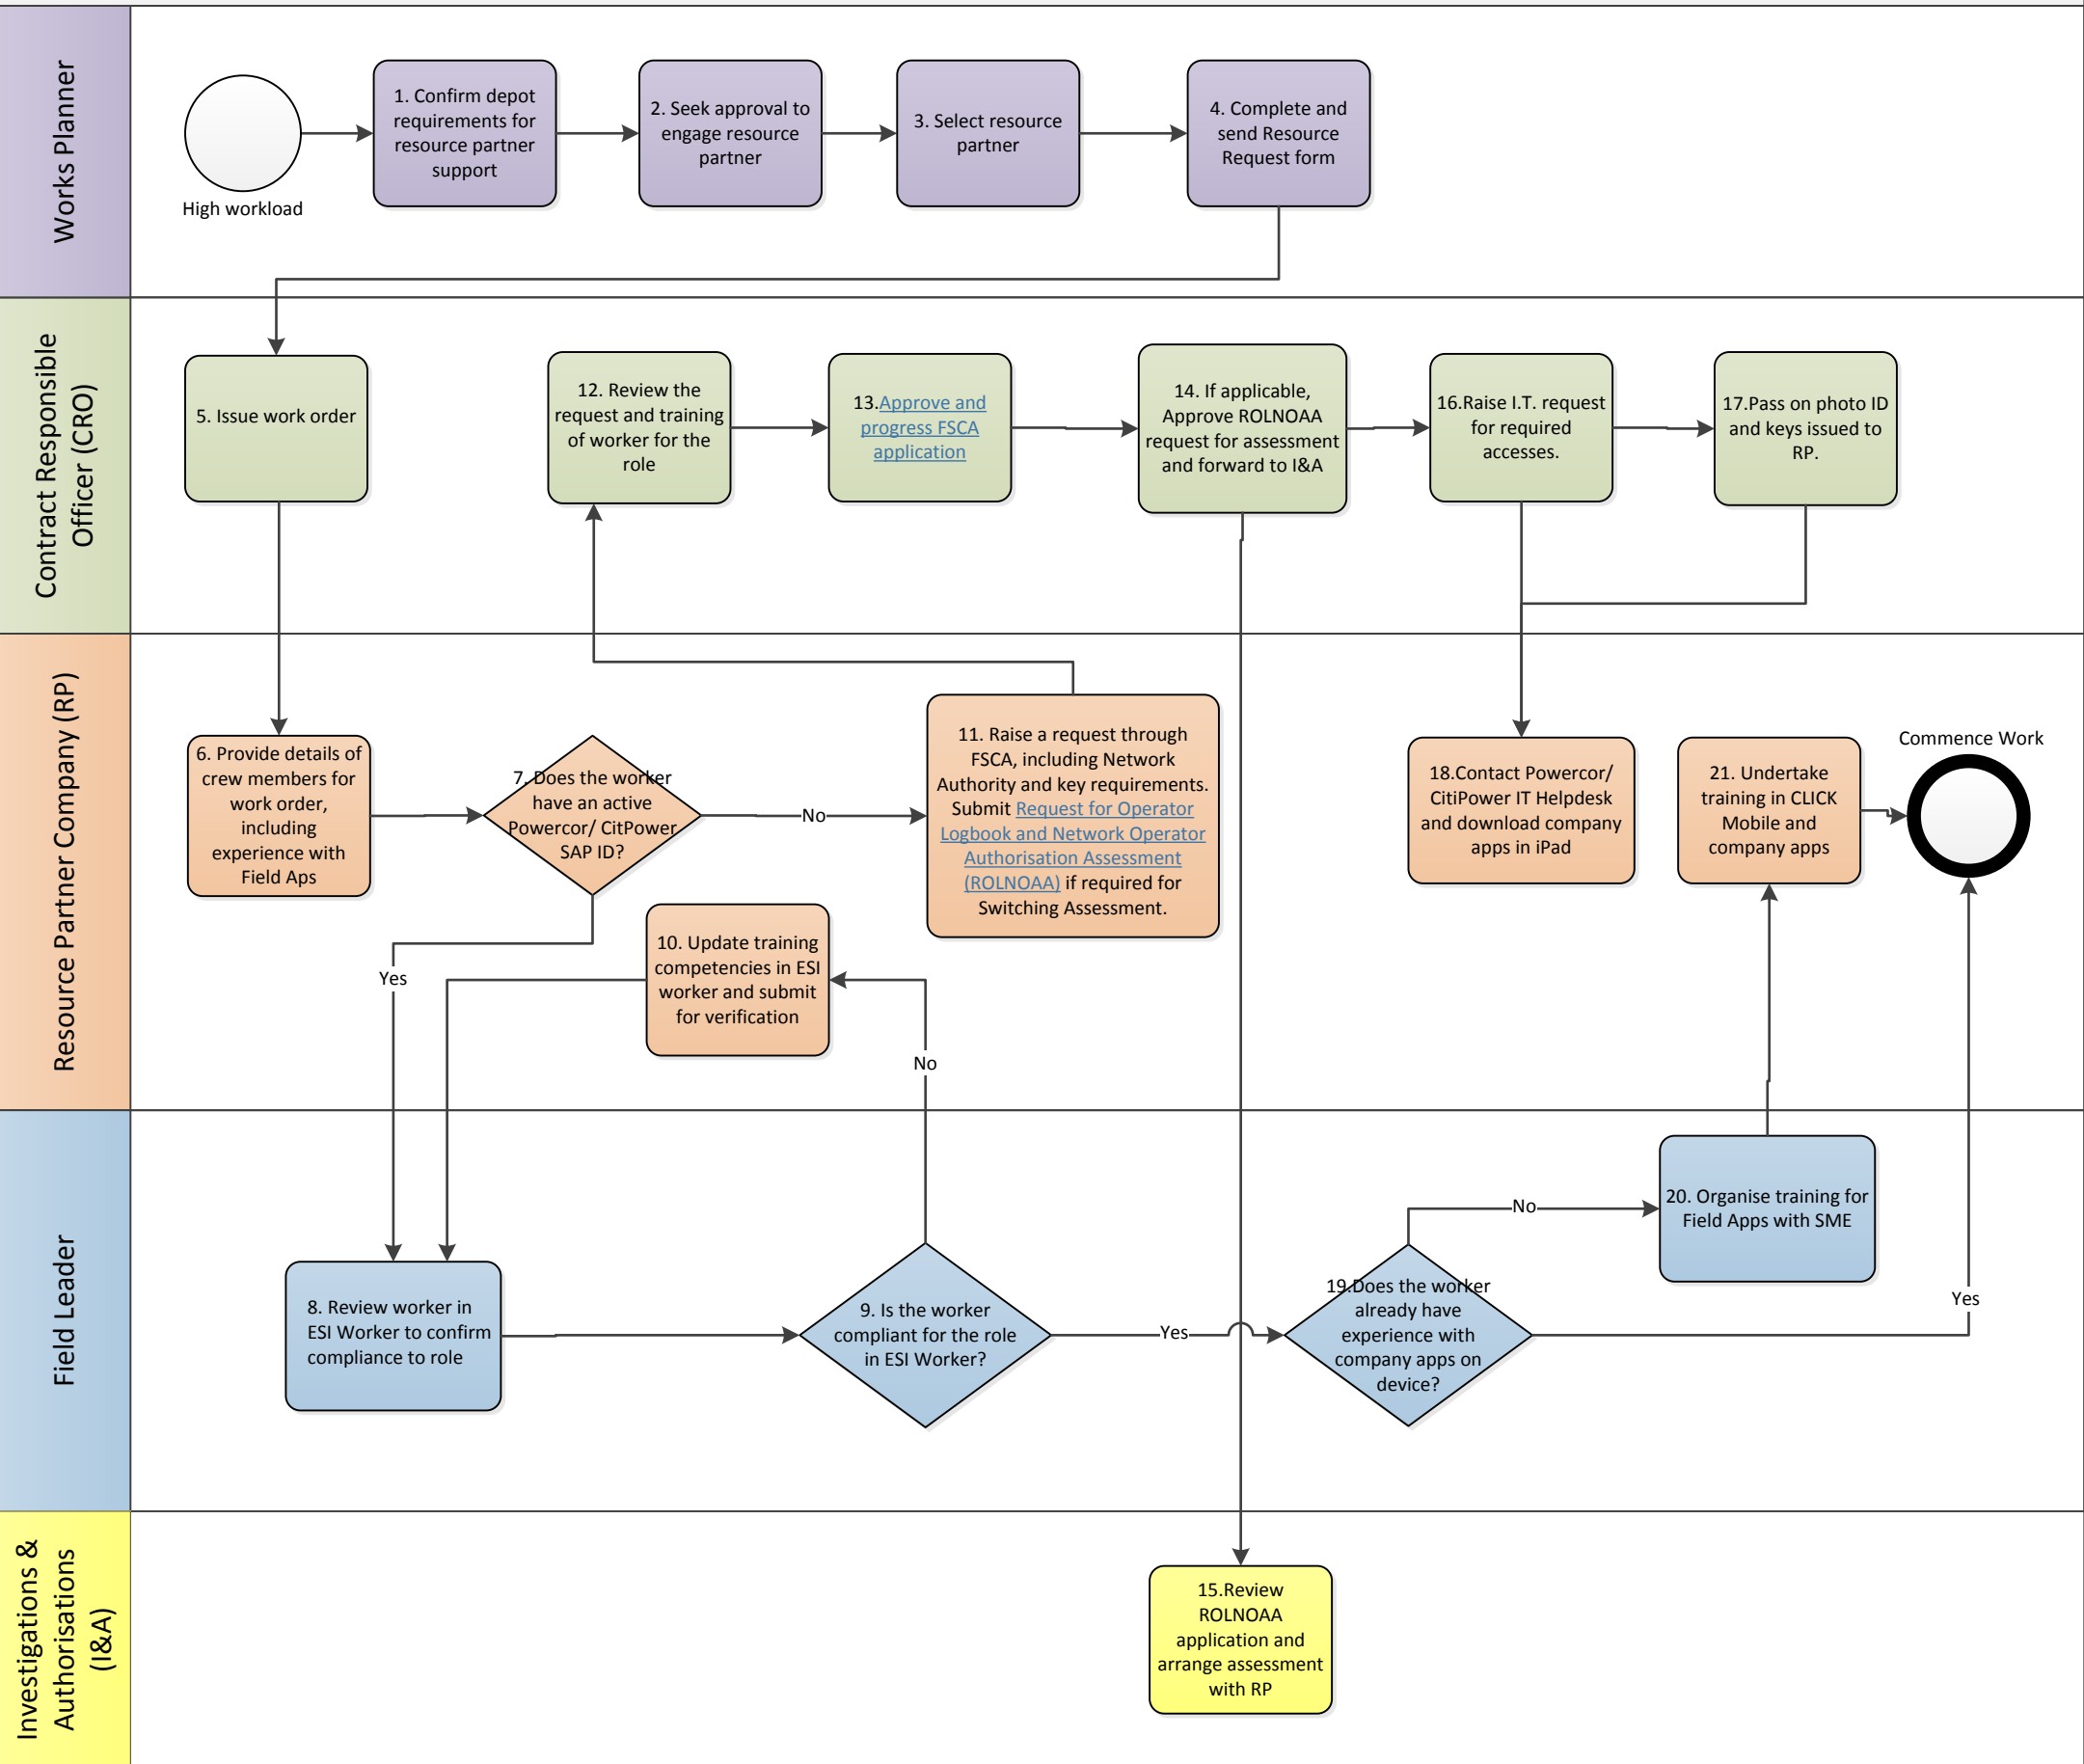 Works Planner
High workload
1. Confirm depot
requirements for
resource partner
support
2. Seek approval to
engage resource
partner
3. Select resource
partner
4. Complete and
send Resource
Request form
Contract Responsible
Officer (CRO)
5. Issue work order
12. Review the
request and training
of worker for the
role
13.Approve and
progress FSCA
application
14. If applicable,
Approve ROLNOAA
request for assessment
and forward to I&A
16.Raise I.T. request
for required
accesses.
17.Pass on photo ID
and keys issued to
RP.
Resource Partner Company (RP)
6. Provide details of
crew members for
work order,
including
experience with
Field Aps
7. Does the worker
have an active
Powercor/ CitPower
SAP ID?
No
Yes
11. Raise a request through
FSCA, including Network
Authority and key requirements.
Submit Request for Operator
Logbook and Network Operator
Authorisation Assessment
(ROLNOAA) if required for
Switching Assessment.
10. Update training
competencies in ESI
worker and submit
for verification
No
18.Contact Powercor/
CitiPower IT Helpdesk
and download company
apps in iPad
21. Undertake
training in CLICK
Mobile and
company apps
Commence Work
Field Leader
8. Review worker in
ESI Worker to confirm
compliance to role
9. Is the worker
compliant for the role
in ESI Worker?
Yes
19.Does the worker
already have
experience with
company apps on
device?
No
20. Organise training for
Field Apps with SME
Yes
Investigations &
Authorisations
(I&A)
15.Review
ROLNOAA
application and
arrange assessment
with RP